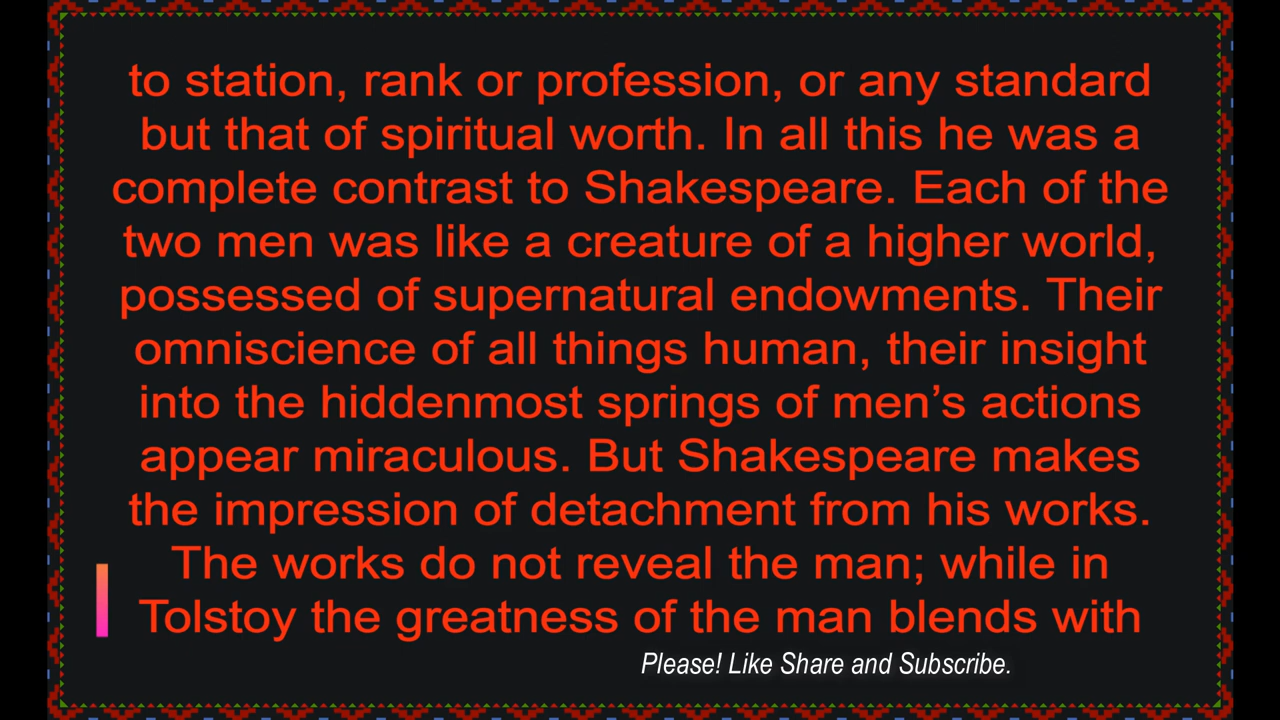 to station, rank or profession, or any standard
but that of spiritual worth. In all this he was a
complete contrast to Shakespeare. Each of the
two men was like a creature of a higher world,
possessed of supernatural endowments. Their
omniscience of all things human, their insight
into the hiddenmost springs of men’s actions
appear miraculous. But Shakespeare makes
the impression of detachment from his works.
The works do not reveal the man; while in
Tolstoy the greatness of the man blends with
Please! Like Share and Subscribe.